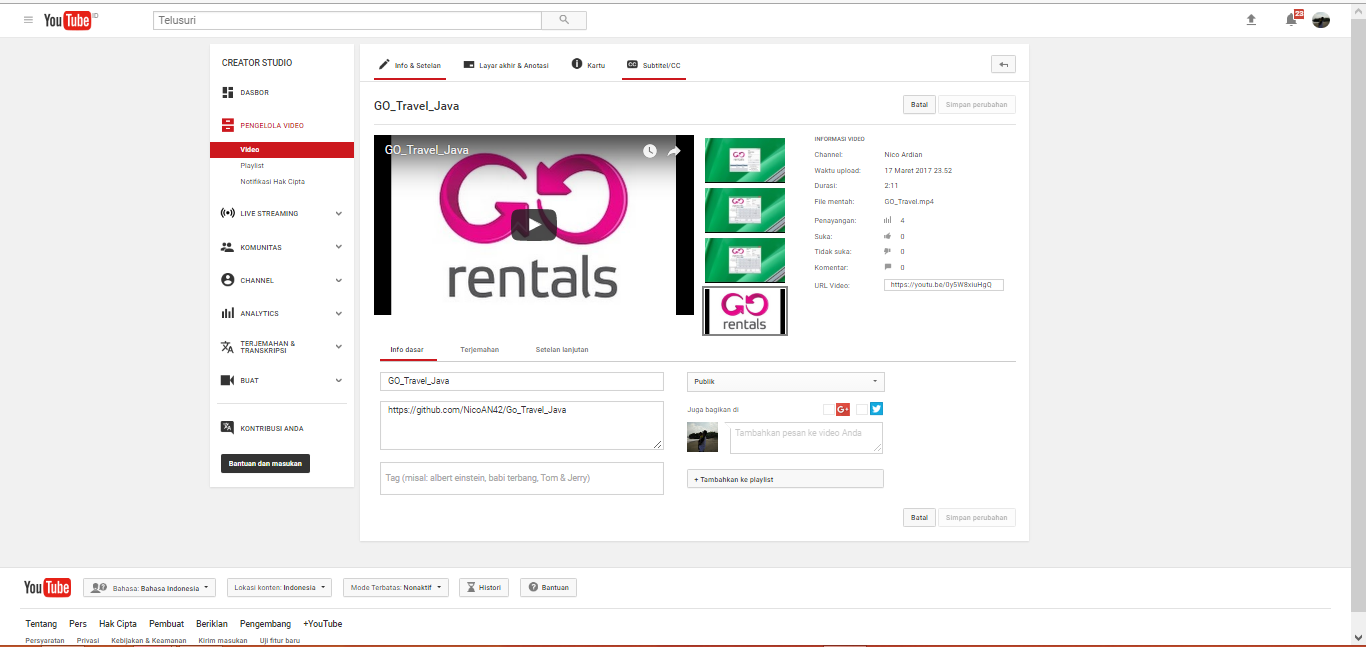 YouTube ID
Telusuri
23
CREATOR STUDIO
DASBOR
PENGELOLA VIDEO
Video
Playlist
Notifikasi Hak Cipta
LIVE STREAMING
KOMUNITAS
CHANNEL
ANALYTICS
TERJEMAHAN &
TRANSKRIPSI
BUAT
KONTRIBUSI ANDA
Bantuan dan masukan
Info & Setelan
Layar akhir & Anotasi
Kartu
CC Subtitel/CC
GO_Travel_Java
Batal
Simpan perubahan
GO_Travel_Java
GO
rentals
GO
rentals
GO
rentals
GO
rentals
GO
rentals
INFORMASI VIDEO
Channel: Nico Ardian
Waktu upload: 17 Maret 2017 23.52
Durasi: 2:11
File mentah: GO_Travel.mp4
Penayangan: 4
Suka: 0
Tidak suka: 0
Komentar: 0
URL Video: https://youtu.be/0y5W8xiuHgQ
Info dasar
Terjemahan
Setelan lanjutan
GO_Travel_Java
https://github.com/NicoAN42/Go_Travel_Java
Tag (misal: albert einstein, babi terbang, Tom & Jerry)
Publik
Juga bagikan di
G+
Tambahkan pesan ke video Anda
+ Tambahkan ke playlist
Batal
Simpan perubahan
YouTube
Bahasa: Bahasa Indonesia
Lokasi konten: Indonesia
Mode Terbatas: Nonaktif
Histori
Bantuan
Tentang Pers Hak Cipta Pembuat Beriklan Pengembang +YouTube
Persyaratan Privasi Kebijakan & Keamanan Kirim masukan Uji fitur baru